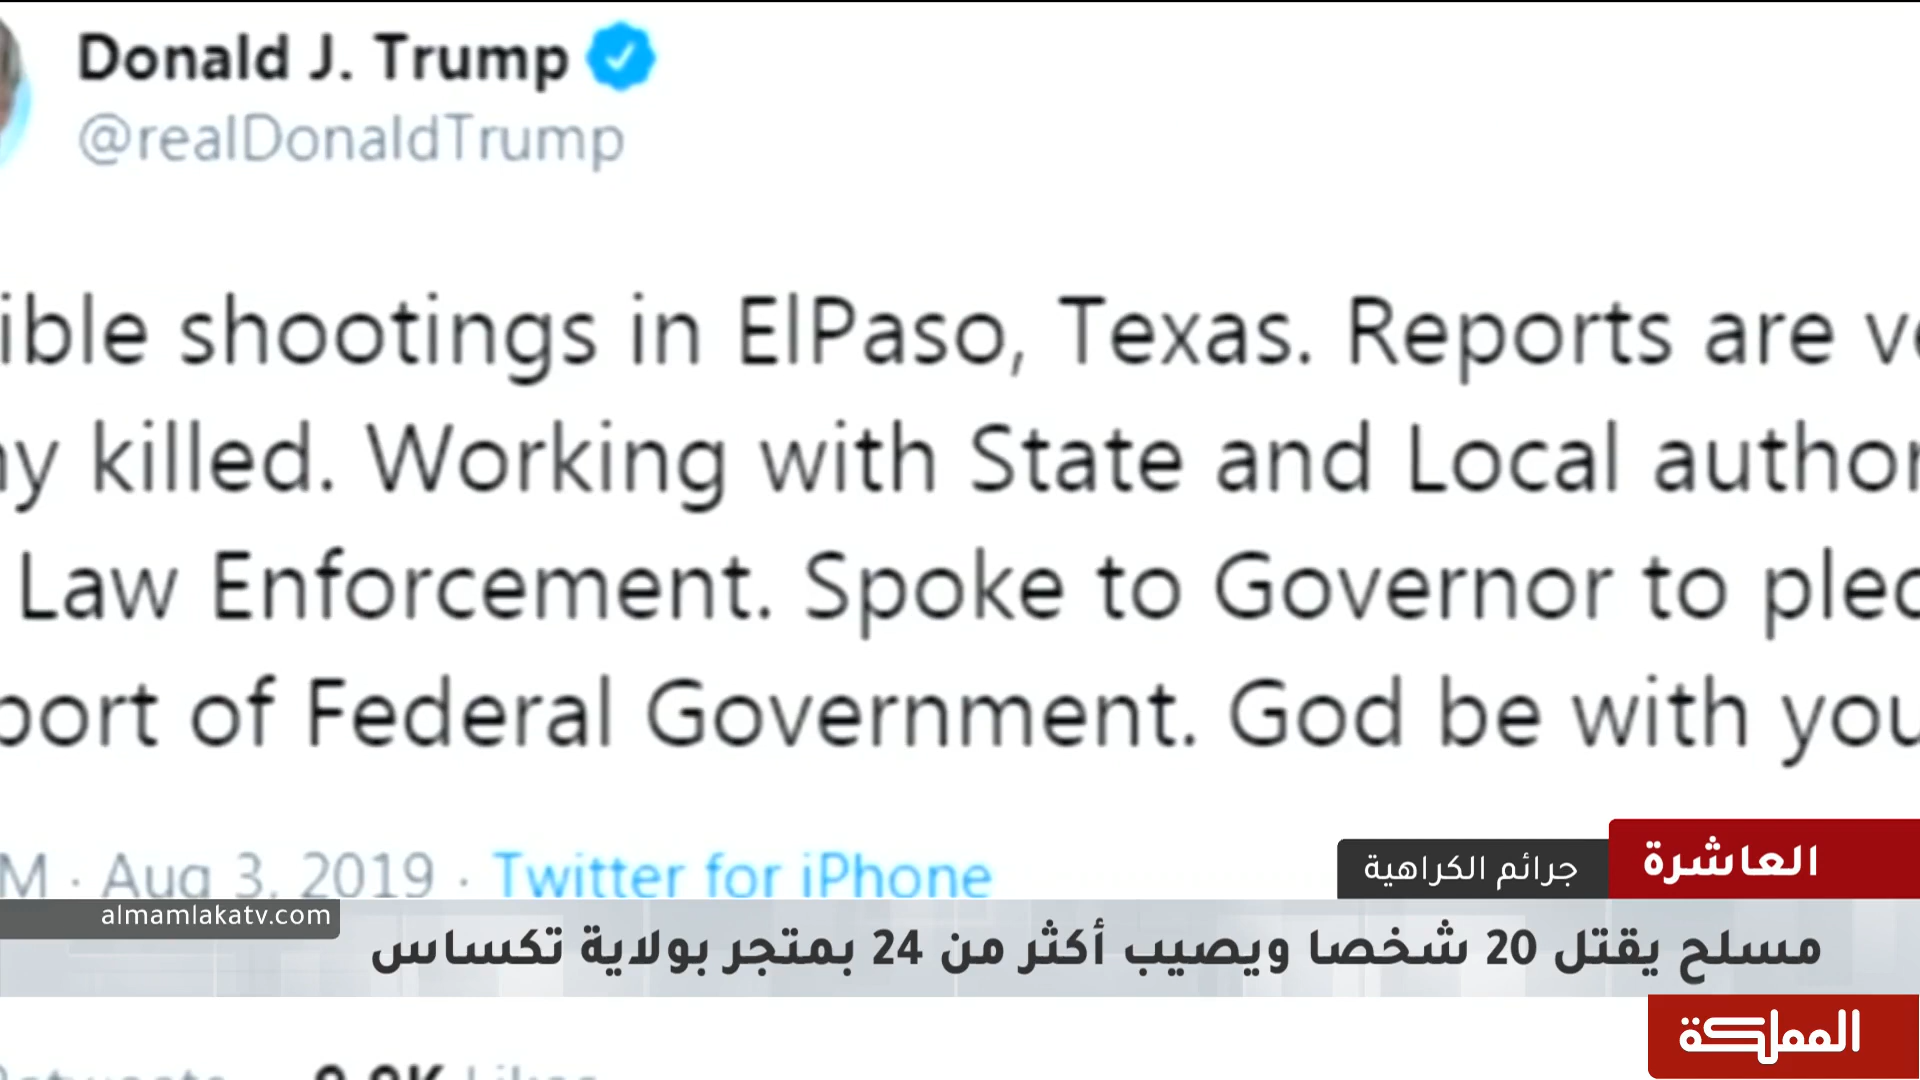 Donald J. Trump
@realDonaldTrump
ible shootings in ElPaso, Texas. Reports are
killed. Working with State and Local author
Law Enforcement. Spoke to Governor to
port of Federal Government. God be with you
M · Aug 3, 2019 · Twitter for iPhone
العاشرة
جرائم الكراهية
almamlakatv.com
مسلح يقتل 20 شخصا ويصيب أكثر من 24 بمتجر بولاية تكساس
المملكة